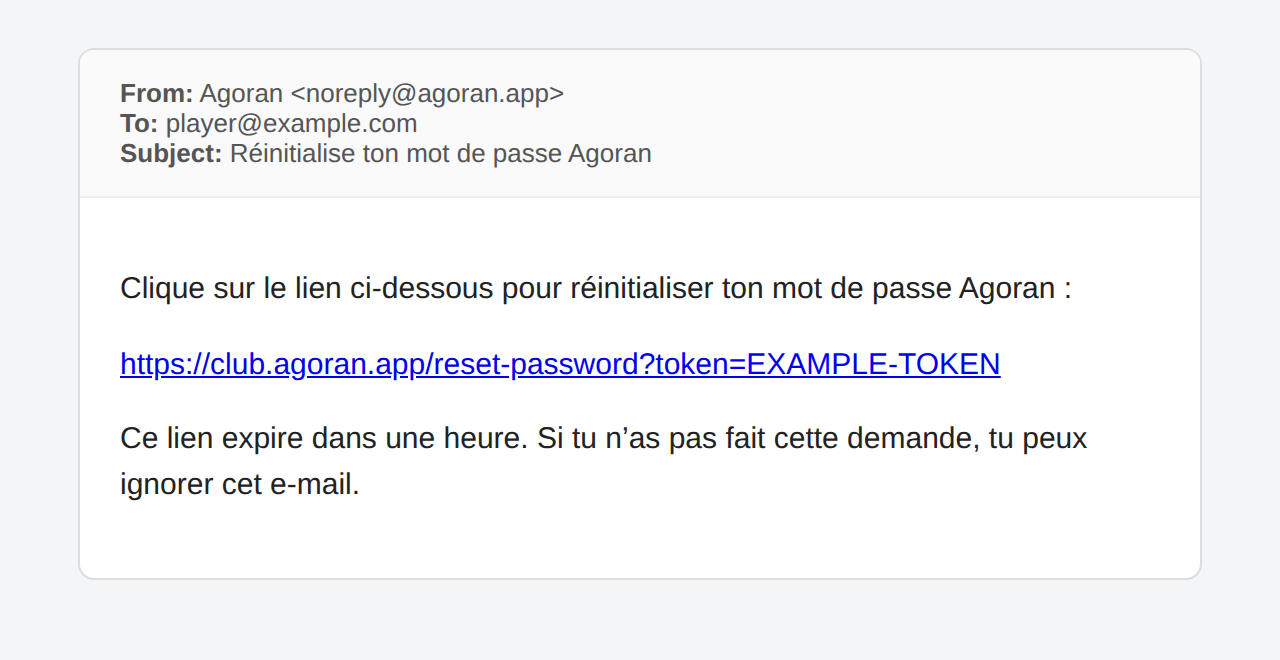 From: Agoran <noreply@agoran.app>
To: player@example.com
Subject: Réinitialise ton mot de passe Agoran
Clique sur le lien ci-dessous pour réinitialiser ton mot de passe Agoran :
https://club.agoran.app/reset-password?token=EXAMPLE-TOKEN
Ce lien expire dans une heure. Si tu n’as pas fait cette demande, tu peux
ignorer cet e-mail.